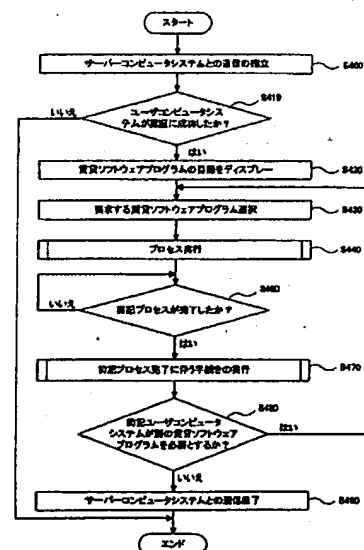 スタート
サーバーコンピュータシステムとの通信の確立
S400
S410
ユーザコンピュータシス
テムが認証に成功したか？
いいえ
はい
賃貸ソフトウェアプログラムの目録をディスプレー
S420
要求する賃貸ソフトウェアプログラム選択
S430
プロセス実行
S440
S460
前記プロセスが完了したか？
いいえ
はい
前記プロセス完了に伴う手続きの実行
S470
S480
前記ユーザコンピュータ
システムが別の賃貸ソフトウェア
プログラムを必要とするか？
はい
いいえ
サーバーコンピュータシステムとの通信終了
S490
エンド